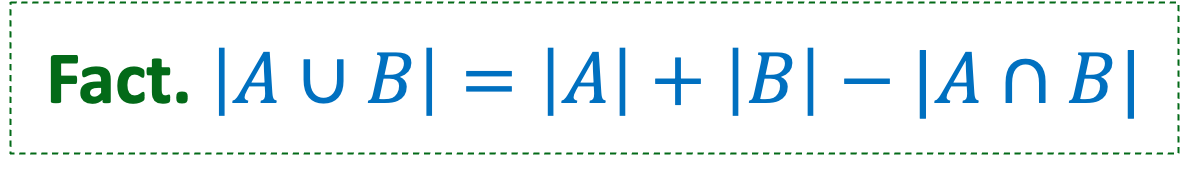 Fact. |A ∪ B| = |A| + |B| − |A ∩ B|